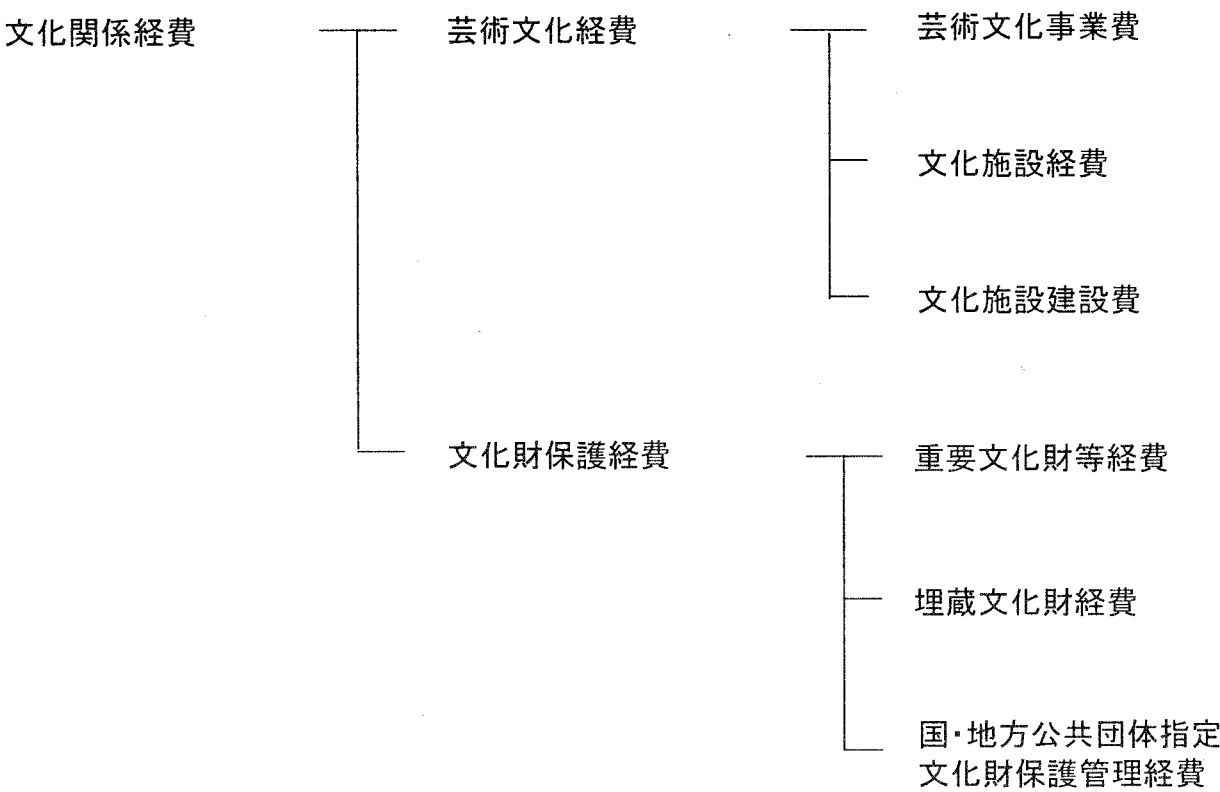 文化関係経費
芸術文化経費
芸術文化事業費
文化施設経費
文化施設建設費
文化財保護経費
重要文化財等経費
埋蔵文化財経費
国・地方公共団体指定
文化財保護管理経費